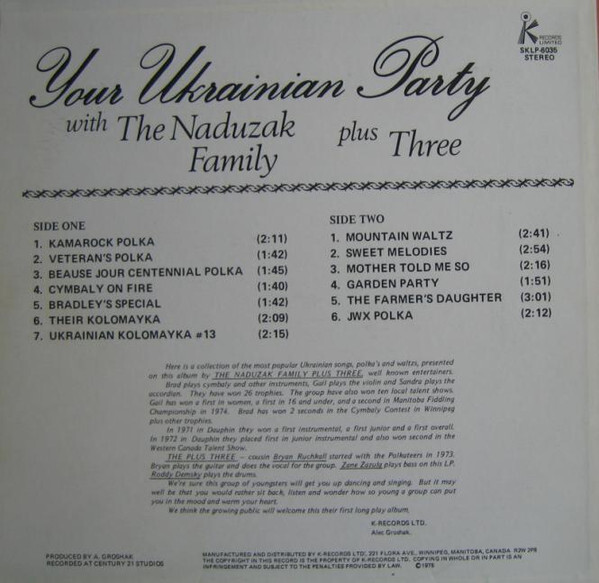 K
RECORDS
LIMITED
SKLP-6035
STEREO
Your Ukrainian Party
with The Naduzak plus Three
Family
SIDE ONE
1. KAMAROCK POLKA (2:11)
2. VETERAN'S POLKA (1:42)
3. BEAUSE JOUR CENTENNIAL POLKA (1:45)
4. CYMBALY ON FIRE (1:40)
5. BRADLEY'S SPECIAL (1:42)
6. THEIR KOLOMAYKA (2:09)
7. UKRAINIAN KOLOMAYKA #13 (2:15)
SIDE TWO
1. MOUNTAIN WALTZ (2:41)
2. SWEET MELODIES (2:54)
3. MOTHER TOLD ME SO (2:16)
4. GARDEN PARTY (1:51)
5. THE FARMER'S DAUGHTER (3:01)
6. JWX POLKA (2:12)
Here is a collection of the most popular Ukrainian songs, polka's and waltzs, presented
on this album by THE NADUZAK FAMILY PLUS THREE, well known entertainers.
Brad plays cymbaly and other instruments, Gail plays the violin and Sandra plays the
accordian. They have won 26 trophies. The group have also won ten local talent shows.
Gail has won a first in women, a first in 16 and under, and a second in Manitoba Fiddling
Championship in 1974. Brad has won 2 seconds in the Cymbaly Contest in Winnipeg
plus other trophies.
In 1971 in Dauphin they won a first instrumental, a first junior and a first overall.
In 1972 in Dauphin they placed first in junior instrumental and also won second in the
Western Canada Talent Show.
THE PLUS THREE – cousin Bryan Ruchkall started with the Polkateers in 1973.
Bryan plays the guitar and does the vocal for the group. Zane Zazula plays bass on this LP.
Roddy Demsky plays the drums.
We're sure this group of youngsters will get you up dancing and singing. But it may
well be that you would rather sit back, listen and wonder how so young a group can put
you in the mood and warm your heart.
We think the growing public will welcome this their first long play album.
K-RECORDS LTD.
Alec Groshak.
PRODUCED BY A. GROSHAK
RECORDED AT CENTURY 21 STUDIOS
MANUFACTURED AND DISTRIBUTED BY K-RECORDS LTD., 231 FLORA AVE., WINNIPEG, MANITOBA, CANADA R2W 2P8
THE COPYRIGHT IN THIS RECORD IS THE PROPERTY OF K-RECORDS LTD. COPYING IN WHOLE OR IN PART IS AN
INFRINGEMENT AND SUBJECT TO THE PENALTIES PROVIDED BY LAW. ©1975